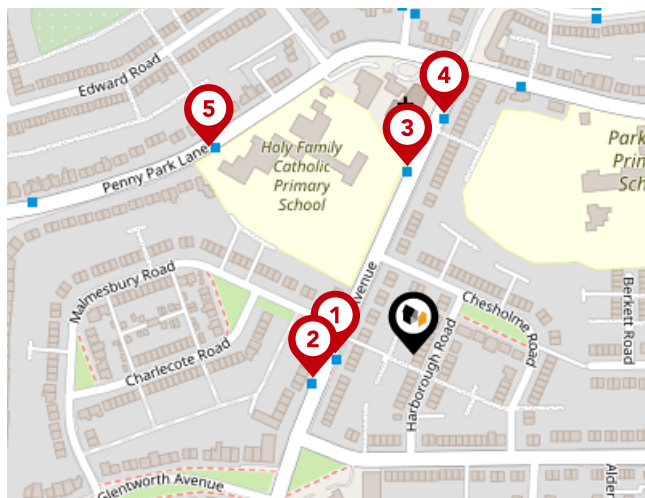 Edward Road
4
5
3
Penny Park Lane
Holy Family
Catholic
Primary
School
Park
Prim
Sch
Malmesbury Road
Avenue
Chesholme
Road
Berkett Road
1
2
Charlecote Road
Harborough Road
Glentworth Avenue
Alder